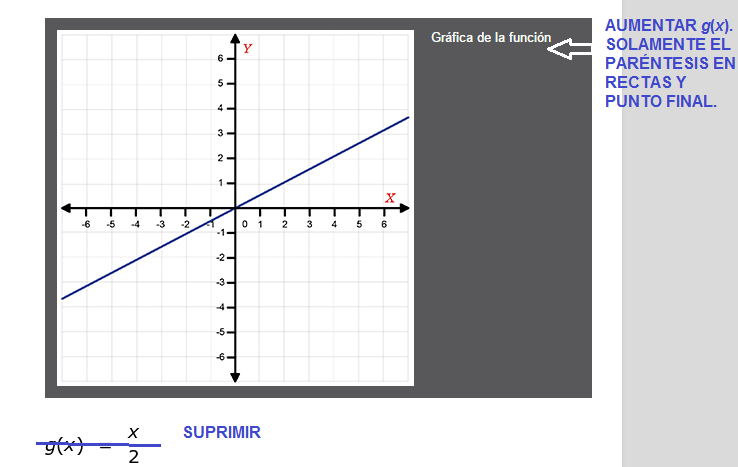 Gráfica de la función
AUMENTAR g(x).
SOLAMENTE EL
PARÉNTESIS EN
RECTAS Y
PUNTO FINAL.
Y
6
5
4
3
2
1
X
-6 -5 -4 -3 -2 -1 0 1 2 3 4 5 6
-1
-2
-3
-4
-5
-6
g(x) = x
2
SUPRIMIR